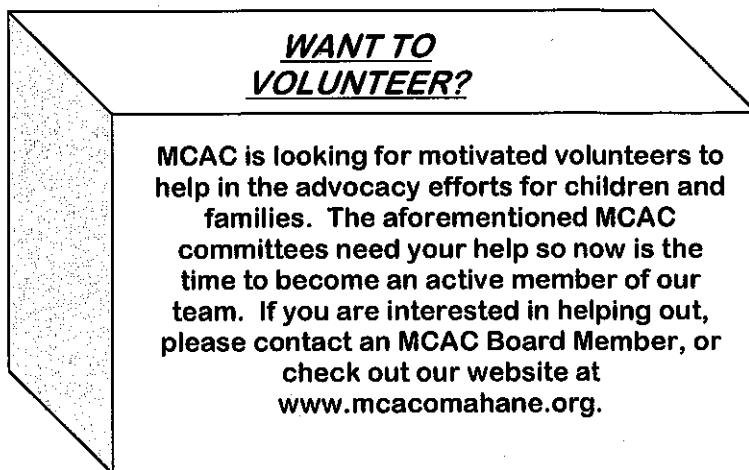 WANT TO
VOLUNTEER?
MCAC is looking for motivated volunteers to
help in the advocacy efforts for children and
families.  The aforementioned MCAC
committees need your help so now is the
time to become an active member of our
team.  If you are interested in helping out,
please contact an MCAC Board Member, or
check out our website at
www.mcacomahane.org.